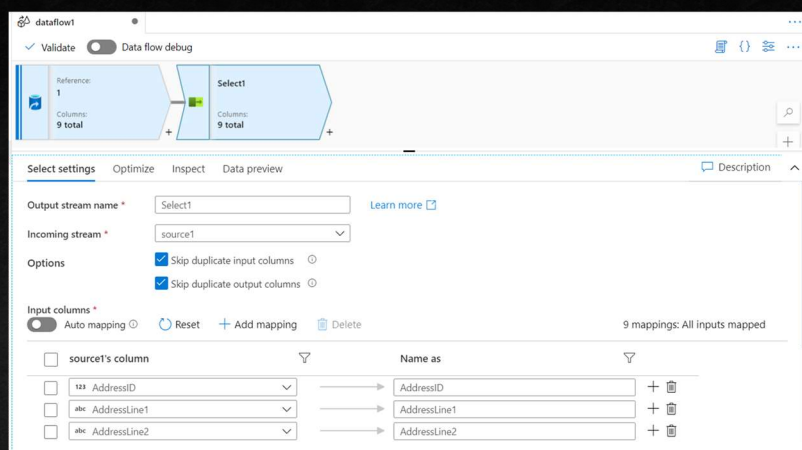 dataflow1
Validate Data flow debug
Reference:
1
Columns:
9 total
+
Select1
Columns:
9 total
+
Select settings Optimize Inspect Data preview Description
Output stream name * Select1 Learn more
Incoming stream * source1
Options Skip duplicate input columns
Skip duplicate output columns
Input columns *
Auto mapping Reset + Add mapping Delete 9 mappings: All inputs mapped
source1's column Name as
123 AddressID AddressID
abc AddressLine1 AddressLine1
abc AddressLine2 AddressLine2